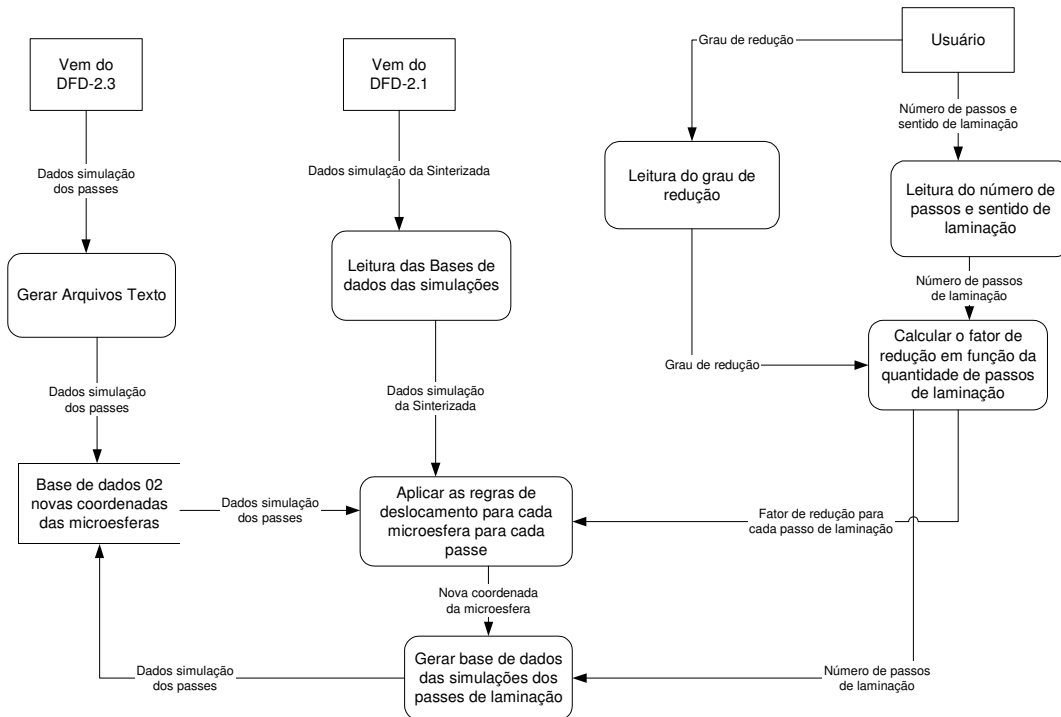 Grau de redução
Usuário
Vem do
DFD-2.3
Vem do
DFD-2.1
Número de passos e
sentido de laminação
Dados simulação
dos passes
Dados simulação da Sinterizada
Leitura do grau de
redução
Leitura do número de
passos e sentido de
laminação
Gerar Arquivos Texto
Leitura das Bases de
dados das simulações
Número de passos
de laminação
Calcular o fator de
redução em função da
quantidade de passos
de laminação
Grau de redução
Dados simulação
dos passes
Dados simulação
da Sinterizada
Base de dados 02
novas coordenadas
das microesferas
Dados simulação
dos passes
Aplicar as regras de
deslocamento para cada
microesfera para cada
passe
Fator de redução para
cada passo de laminação
Nova coordenada
da microesfera
Dados simulação
dos passes
Gerar base de dados
das simulações dos
passes de laminação
Número de passos
de laminação